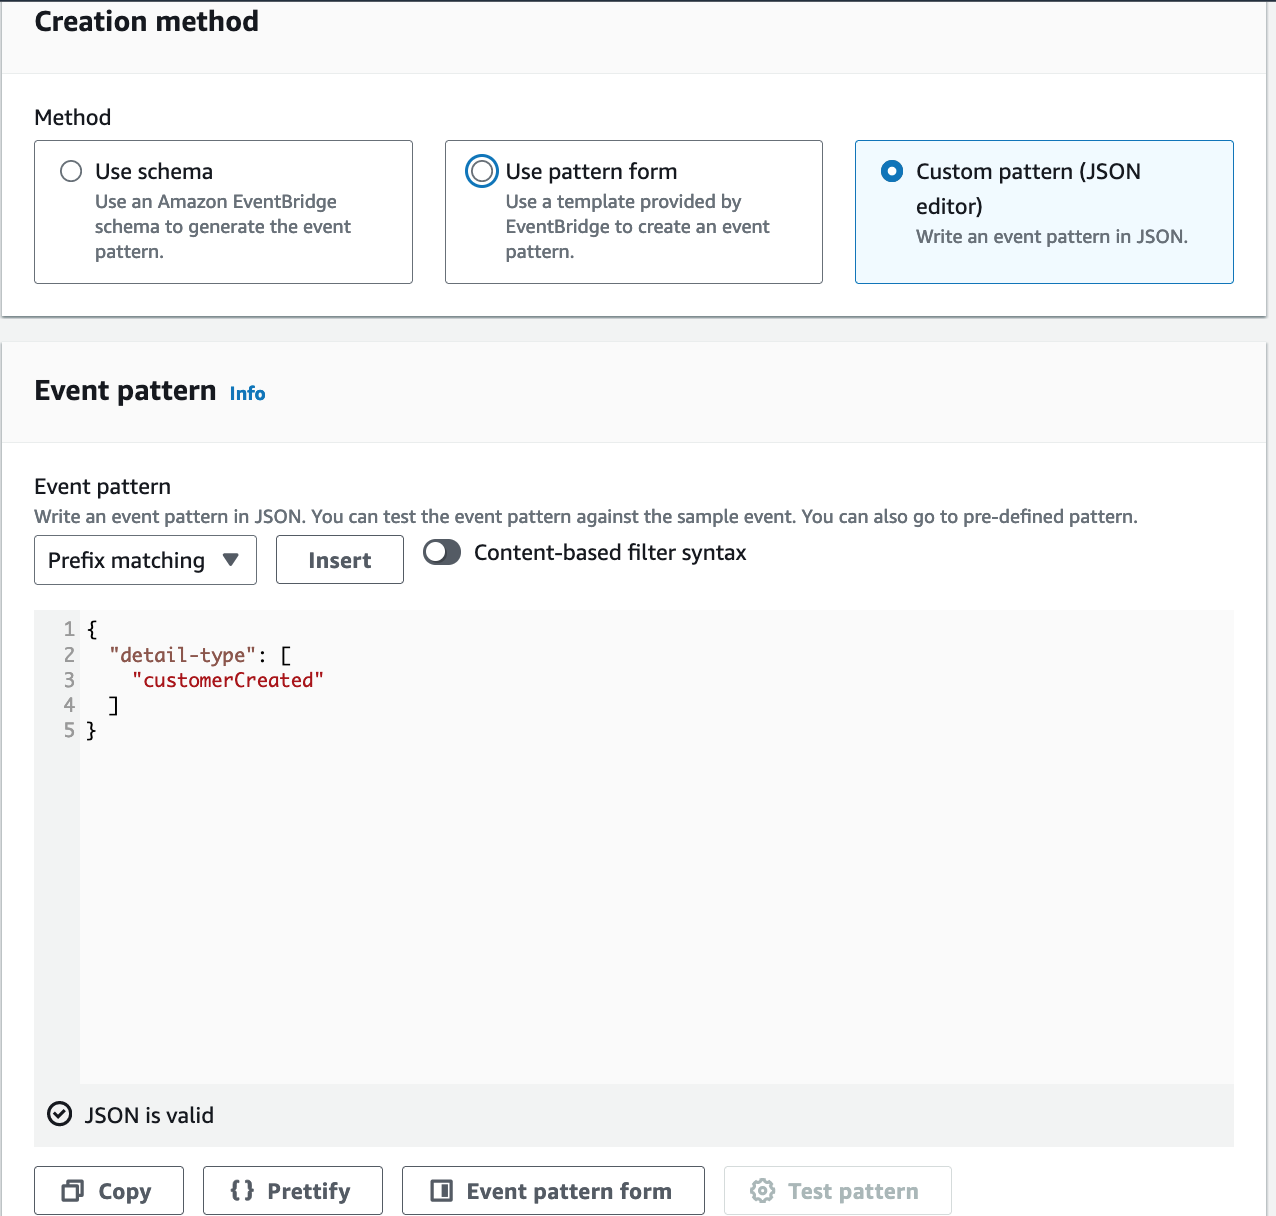 Creation method
Method
Use schema
Use an Amazon EventBridge
schema to generate the event
pattern.
Use pattern form
Use a template provided by
EventBridge to create an event
pattern.
Custom pattern (JSON
editor)
Write an event pattern in JSON.
Event pattern Info
Event pattern
Write an event pattern in JSON. You can test the event pattern against the sample event. You can also go to pre-defined pattern.
Prefix matching Insert Content-based filter syntax
1 {
2   "detail-type": [
3     "customerCreated"
4   ]
5 }
JSON is valid
Copy {} Prettify Event pattern form Test pattern